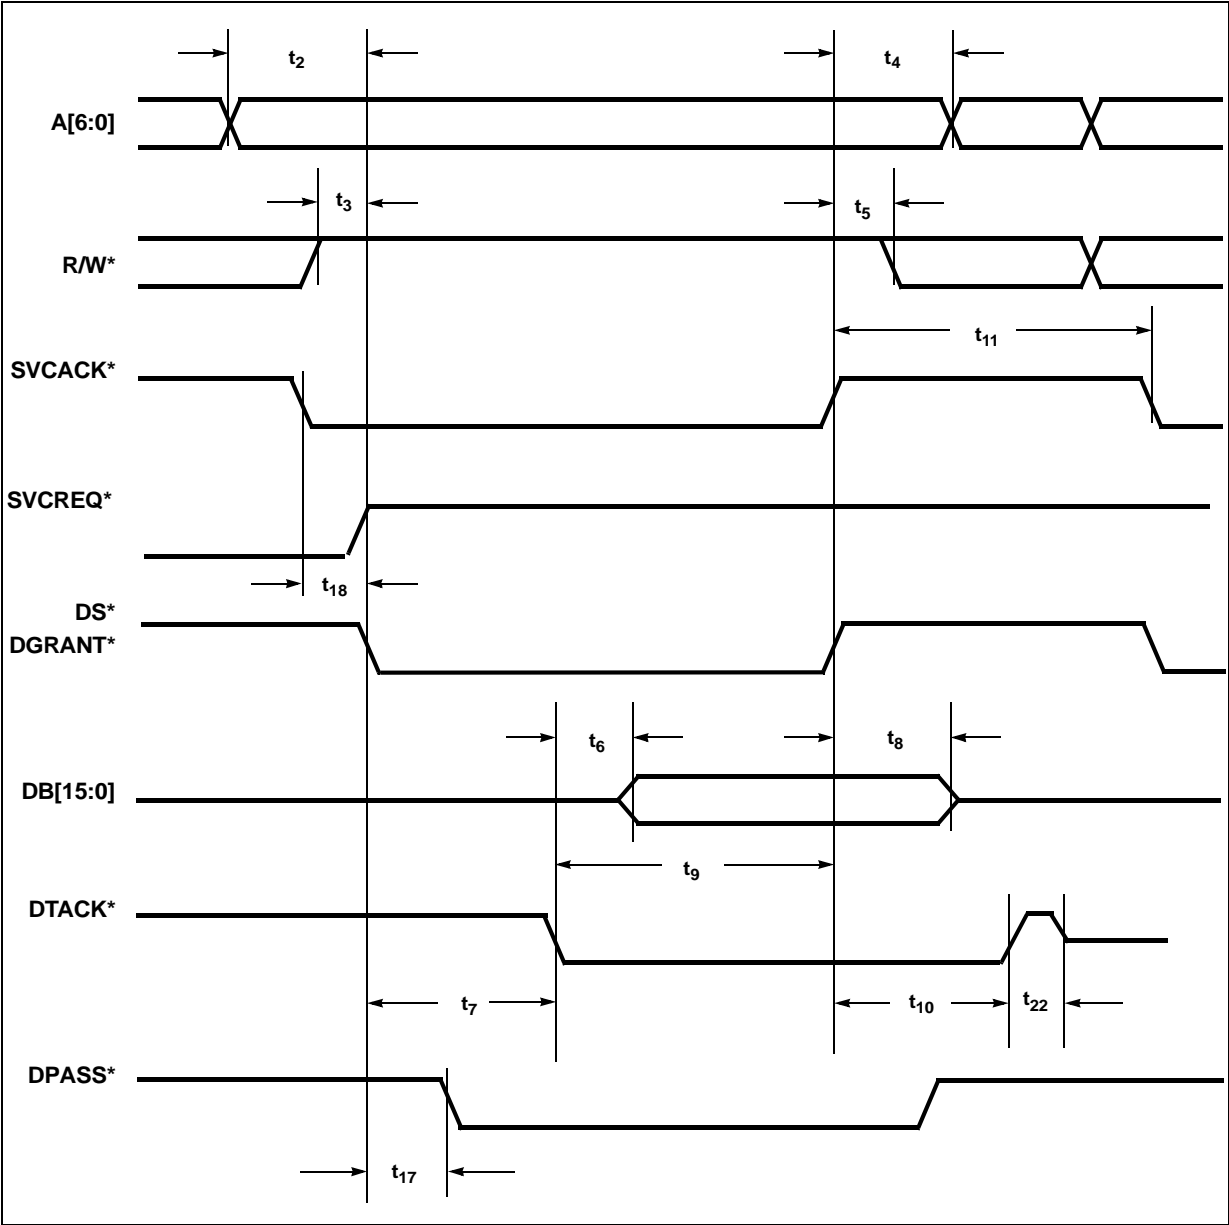 t2
t4
A[6:0]
t3
t5
R/W*
t11
SVCACK*
SVCREQ*
t18
DS*
DGRANT*
t6
t8
DB[15:0]
t9
DTACK*
t7
t10
t22
DPASS*
t17